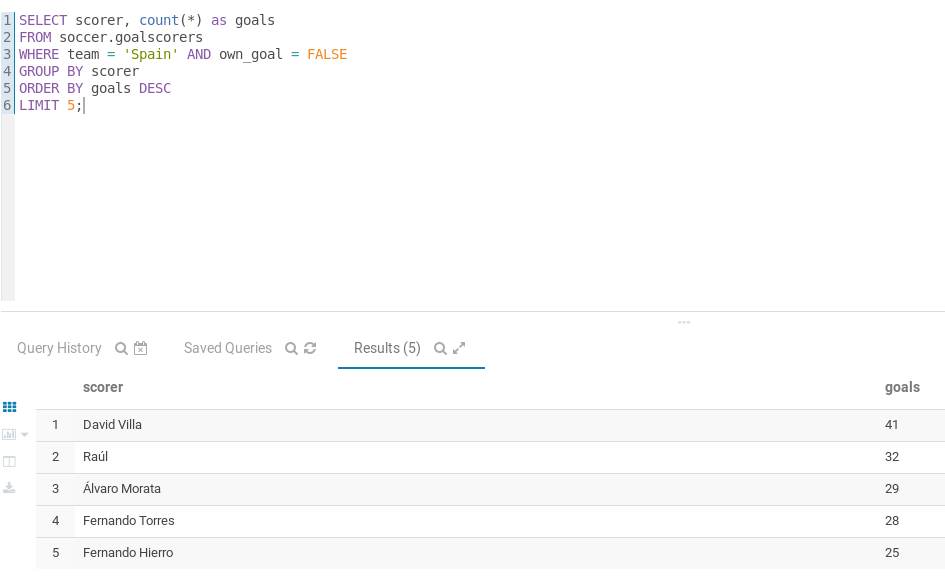 1 SELECT scorer, count(*) as goals
2 FROM soccer.goalscorers
3 WHERE team = 'Spain' AND own_goal = FALSE
4 GROUP BY scorer
5 ORDER BY goals DESC
6 LIMIT 5;
Query History Saved Queries Results (5)
scorer goals
1 David Villa 41
2 Raúl 32
3 Álvaro Morata 29
4 Fernando Torres 28
5 Fernando Hierro 25